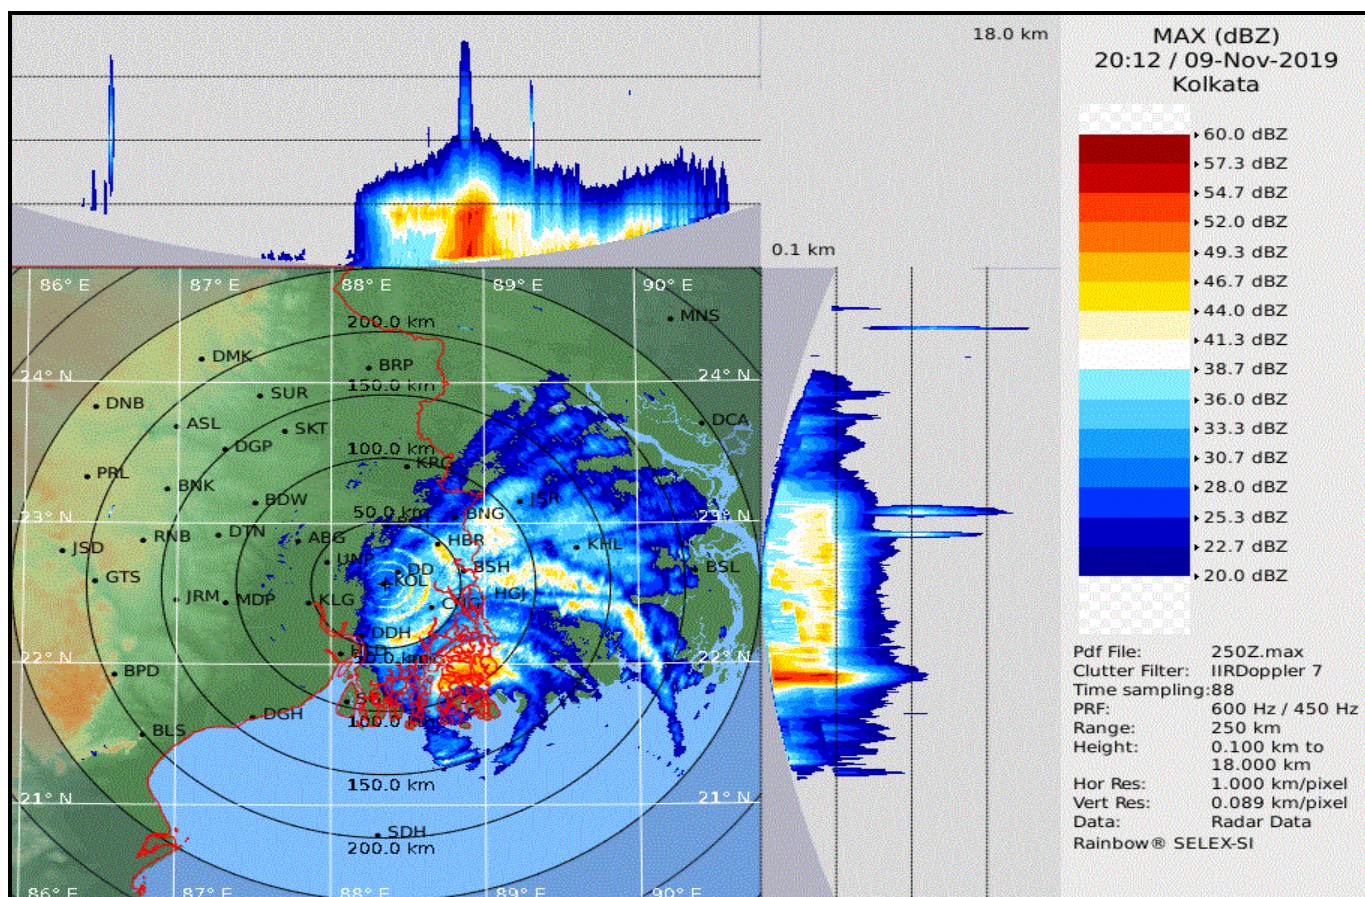 18.0 km
MAX (dBZ)
20:12 / 09-Nov-2019
Kolkata
60.0 dBZ
57.3 dBZ
54.7 dBZ
52.0 dBZ
49.3 dBZ
46.7 dBZ
44.0 dBZ
41.3 dBZ
38.7 dBZ
36.0 dBZ
33.3 dBZ
30.7 dBZ
28.0 dBZ
25.3 dBZ
22.7 dBZ
20.0 dBZ
0.1 km
86° E 87° E 88° E 89° E 90° E
MNS
200.0 km
DMK
BRP
24° N 24° N
150.0 km
SUR
DNB
DCA
ASL
SKT
DGP
100.0 km
KRG
PRL
BNK
BDW
JSR
50.0 km
BNG
23° N 23° N
DTN
RNB
ABG
HBR
KHL
JSD
UNP
DD
BSH
BSL
GTS
KOL
HGJ
JRM
MDP
KLG
DDH
50.0 km
22° N 22° N
BPD
DGH
100.0 km
BLS
150.0 km
21° N 21° N
SDH
200.0 km
86° E 87° E 88° E 89° E 90° E
Pdf File: 250Z.max
Clutter Filter: IIRDoppler 7
Time sampling:88
PRF: 600 Hz / 450 Hz
Range: 250 km
Height: 0.100 km to
18.000 km
Hor Res: 1.000 km/pixel
Vert Res: 0.089 km/pixel
Data: Radar Data
Rainbow® SELEX-SI